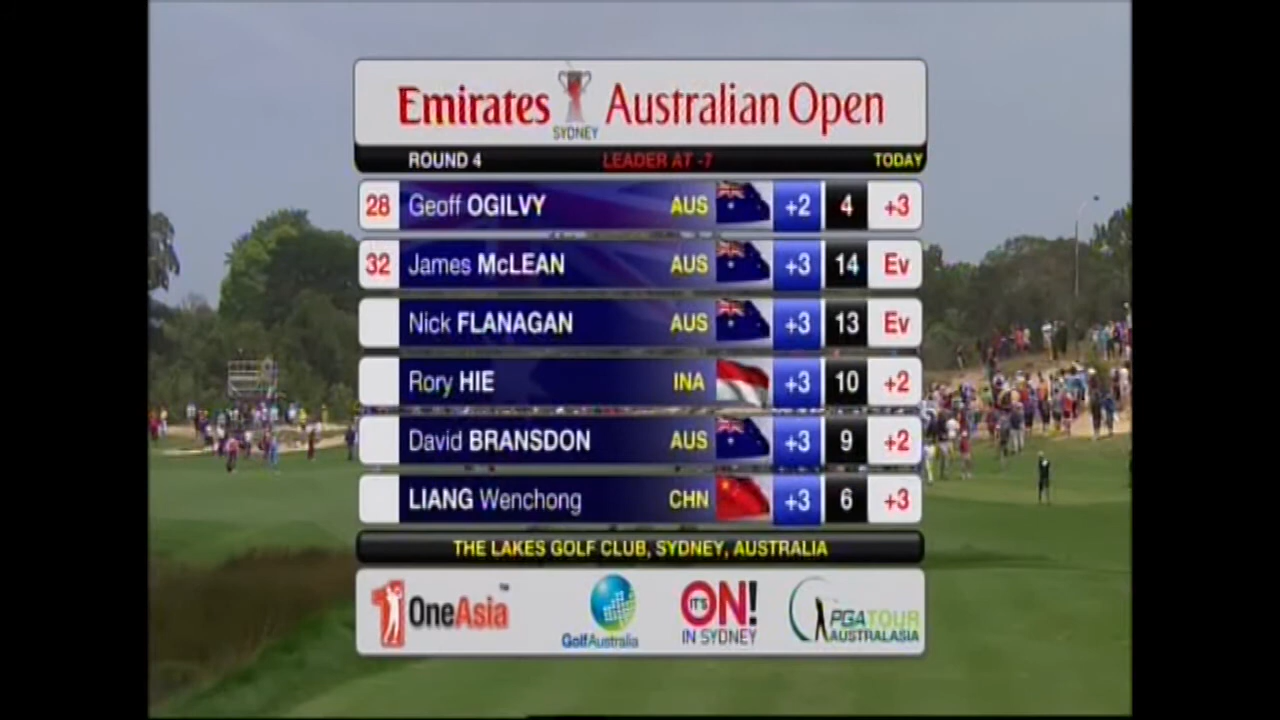 Emirates Australian Open
SYDNEY
ROUND 4 LEADER AT -7 TODAY
28 Geoff OGILVY AUS +2 4 +3
32 James McLEAN AUS +3 14 Ev
Nick FLANAGAN AUS +3 13 Ev
Rory HIE INA +3 10 +2
David BRANSDON AUS +3 9 +2
LIANG Wenchong CHN +3 6 +3
THE LAKES GOLF CLUB, SYDNEY, AUSTRALIA
1 OneAsia™ GolfAustralia IT'S ON! IN SYDNEY PGA TOUR AUSTRALASIA